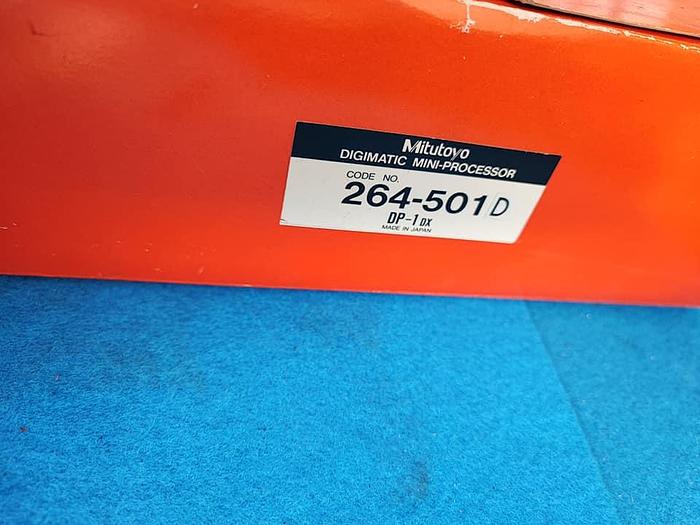 Mitutoyo
DIGIMATIC MINI-PROCESSOR
CODE NO.
264-501D
DP-1DX
MADE IN JAPAN